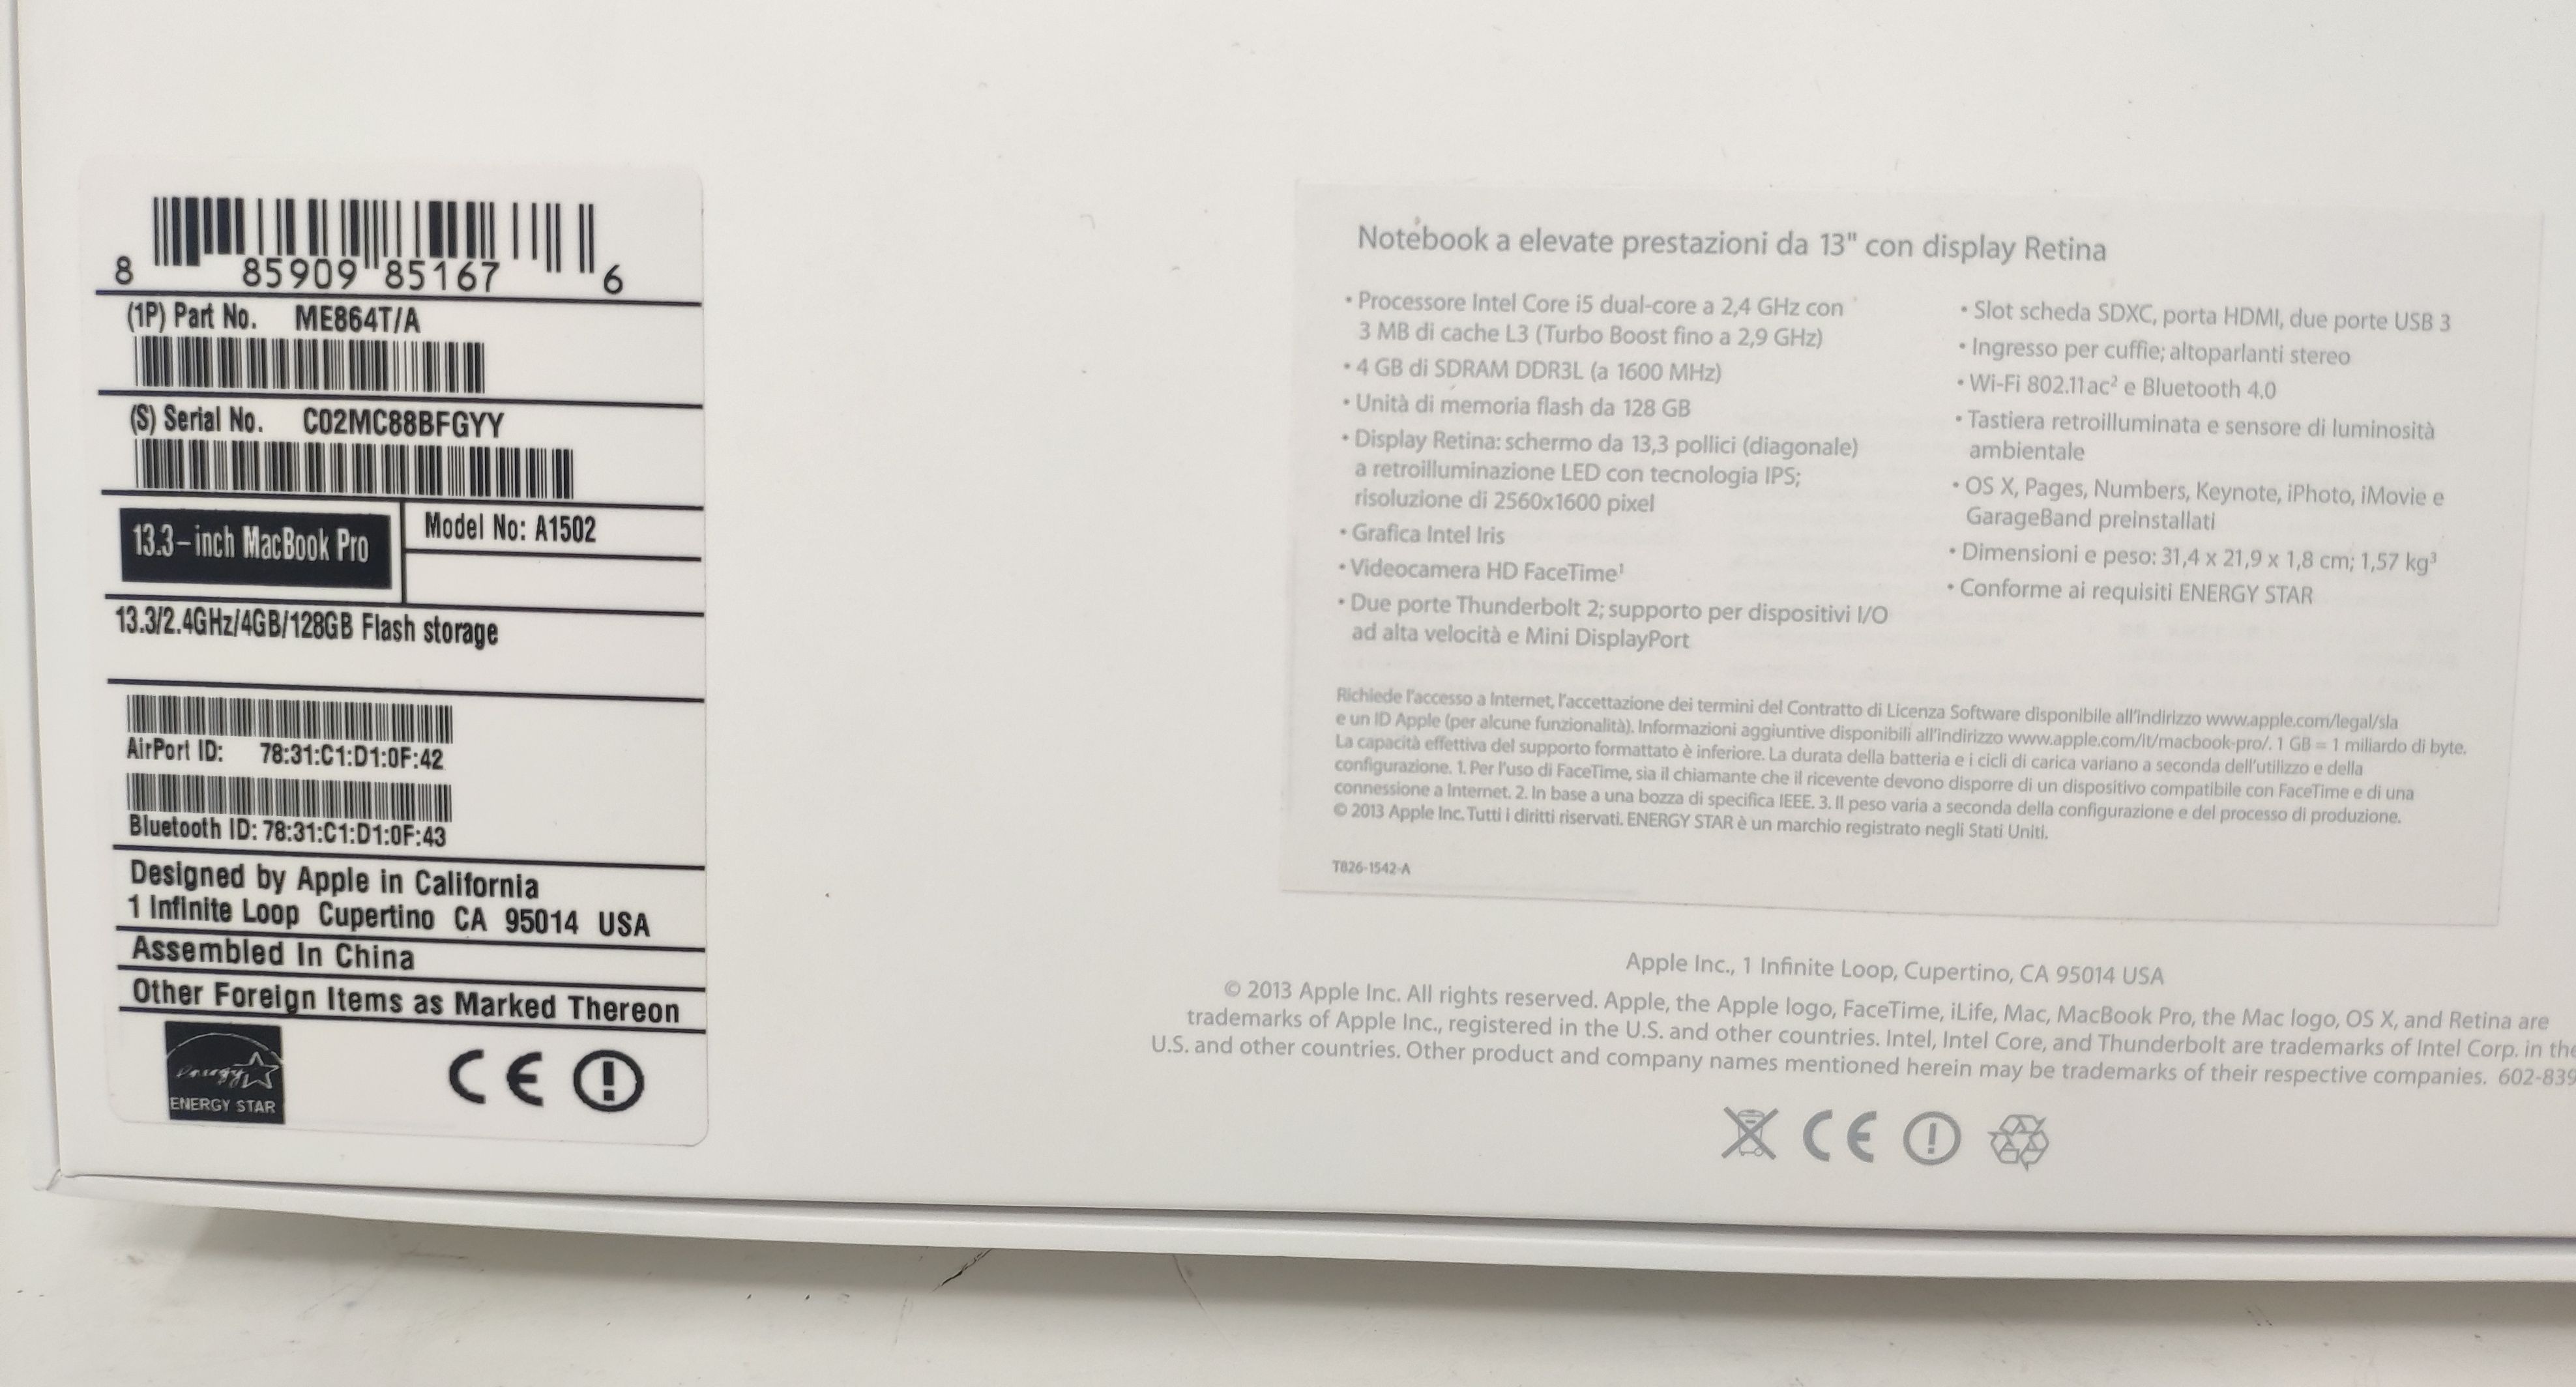 8 85909 85167 6
(1P) Part No. ME864T/A
(S) Serial No. C02MC88BFGYY
13.3-inch MacBook Pro
Model No: A1502
13.3/2.4GHz/4GB/128GB Flash storage
AirPort ID: 78:31:C1:D1:0F:42
Bluetooth ID: 78:31:C1:D1:0F:43
Designed by Apple in California
1 Infinite Loop Cupertino CA 95014 USA
Assembled In China
Other Foreign Items as Marked Thereon
energy
ENERGY STAR
CE
Notebook a elevate prestazioni da 13" con display Retina
• Processore Intel Core i5 dual-core a 2,4 GHz con
3 MB di cache L3 (Turbo Boost fino a 2,9 GHz)
• 4 GB di SDRAM DDR3L (a 1600 MHz)
• Unità di memoria flash da 128 GB
• Display Retina: schermo da 13,3 pollici (diagonale)
a retroilluminazione LED con tecnologia IPS;
risoluzione di 2560x1600 pixel
• Grafica Intel Iris
• Videocamera HD FaceTime¹
• Due porte Thunderbolt 2; supporto per dispositivi I/O
ad alta velocità e Mini DisplayPort
• Slot scheda SDXC, porta HDMI, due porte USB 3
• Ingresso per cuffie; altoparlanti stereo
• Wi-Fi 802.11ac² e Bluetooth 4.0
• Tastiera retroilluminata e sensore di luminosità
ambientale
• OS X, Pages, Numbers, Keynote, iPhoto, iMovie e
GarageBand preinstallati
• Dimensioni e peso: 31,4 x 21,9 x 1,8 cm; 1,57 kg³
• Conforme ai requisiti ENERGY STAR
Richiede l'accesso a Internet, l'accettazione dei termini del Contratto di Licenza Software disponibile all'indirizzo www.apple.com/legal/sla
e un ID Apple (per alcune funzionalità). Informazioni aggiuntive disponibili all'indirizzo www.apple.com/it/macbook-pro/. 1 GB = 1 miliardo di byte.
La capacità effettiva del supporto formattato è inferiore. La durata della batteria e i cicli di carica variano a seconda dell'utilizzo e della
configurazione. 1. Per l'uso di FaceTime, sia il chiamante che il ricevente devono disporre di un dispositivo compatibile con FaceTime e di una
connessione a Internet. 2. In base a una bozza di specifica IEEE. 3. Il peso varia a seconda della configurazione e del processo di produzione.
© 2013 Apple Inc. Tutti i diritti riservati. ENERGY STAR è un marchio registrato negli Stati Uniti.
T826-1542-A
Apple Inc., 1 Infinite Loop, Cupertino, CA 95014 USA
© 2013 Apple Inc. All rights reserved. Apple, the Apple logo, FaceTime, iLife, Mac, MacBook Pro, the Mac logo, OS X, and Retina are
trademarks of Apple Inc., registered in the U.S. and other countries. Intel, Intel Core, and Thunderbolt are trademarks of Intel Corp. in the
U.S. and other countries. Other product and company names mentioned herein may be trademarks of their respective companies. 602-839
CE